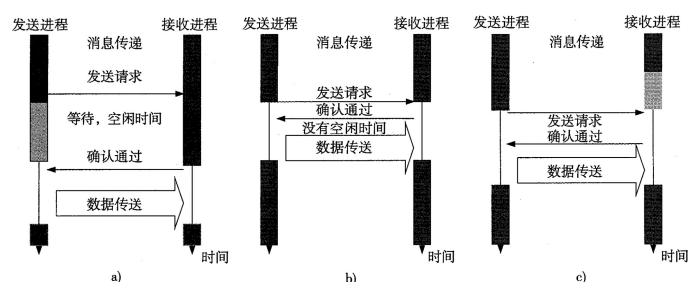 发送进程
消息传递
接收进程
发送请求
等待，空闲时间
确认通过
数据传送
时间
a)
发送进程
消息传递
接收进程
发送请求
确认通过
没有空闲时间
数据传送
时间
b)
发送进程
消息传递
接收进程
发送请求
确认通过
数据传送
时间
c)